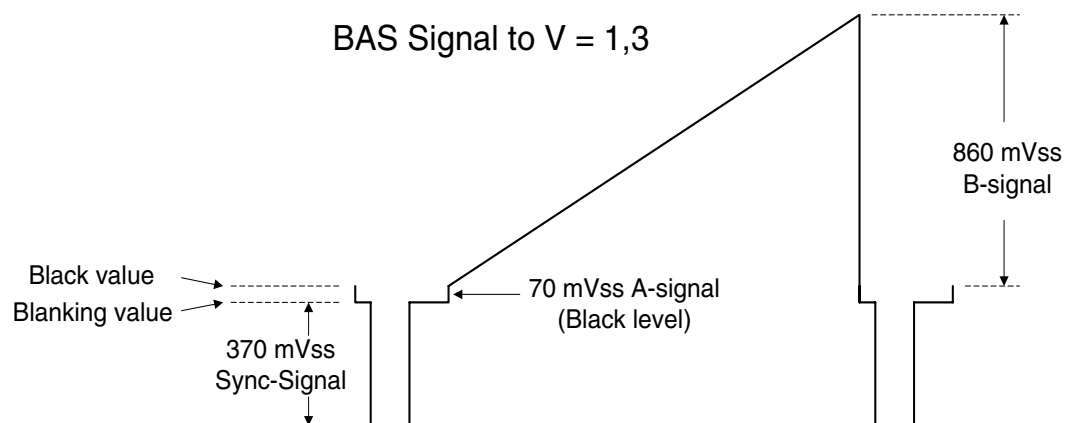 BAS Signal to V = 1,3
860 mVss
B-signal
Black value
Blanking value
70 mVss A-signal
(Black level)
370 mVss
Sync-Signal